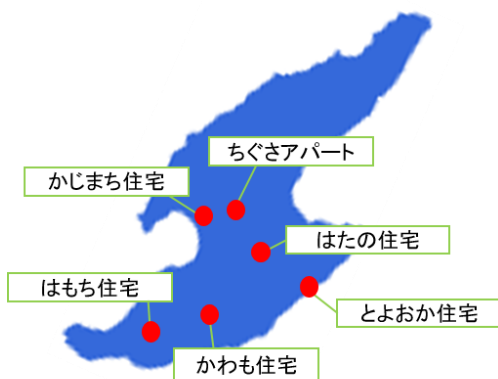 ちぐさアパート
かじまち住宅
はたの住宅
はもち住宅
とよおか住宅
かわも住宅